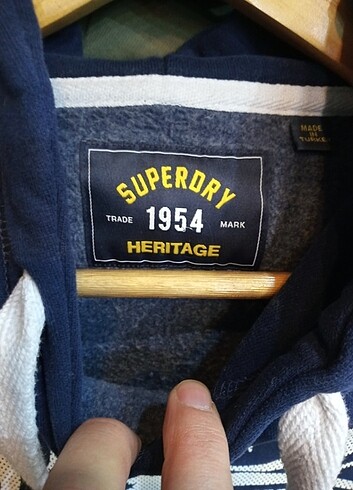 MADE
IN
TURKEY
SUPERDRY
TRADE 1954 MARK
HERITAGE